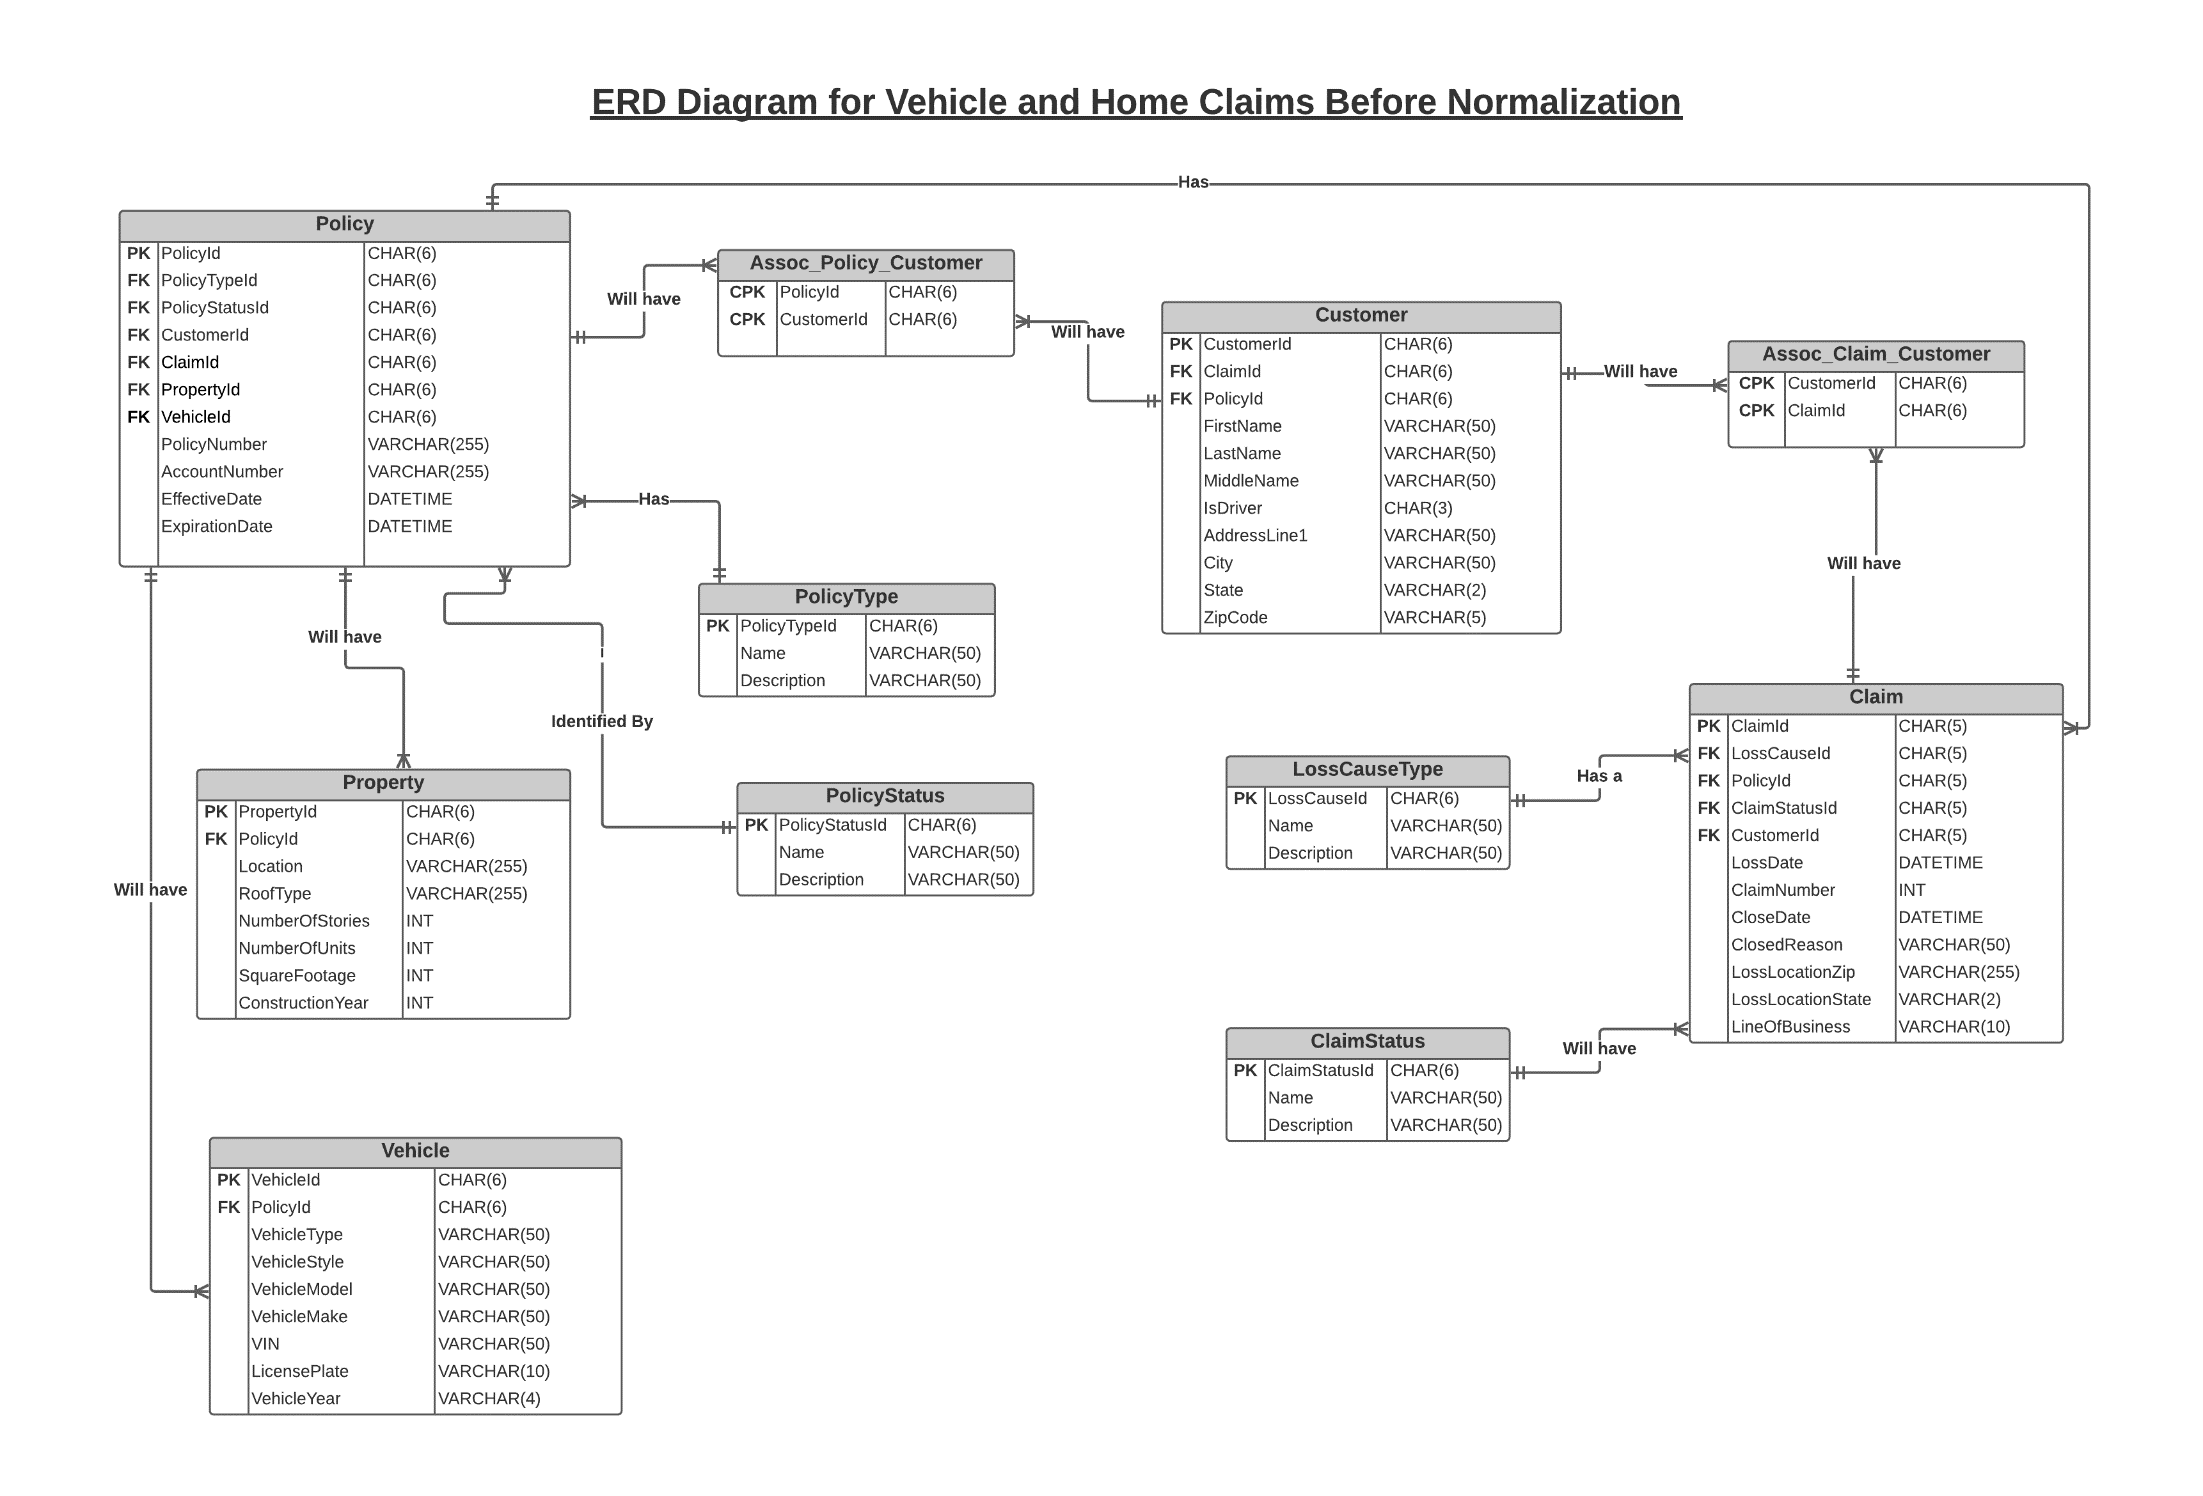 ERD Diagram for Vehicle and Home Claims Before Normalization
Has
Policy
PK PolicyId CHAR(6)
FK PolicyTypeId CHAR(6)
FK PolicyStatusId CHAR(6)
FK CustomerId CHAR(6)
FK ClaimId CHAR(6)
FK PropertyId CHAR(6)
FK VehicleId CHAR(6)
PolicyNumber VARCHAR(255)
AccountNumber VARCHAR(255)
EffectiveDate DATETIME
ExpirationDate DATETIME
Will have
Assoc_Policy_Customer
CPK PolicyId CHAR(6)
CPK CustomerId CHAR(6)
Will have
Customer
PK CustomerId CHAR(6)
FK ClaimId CHAR(6)
FK PolicyId CHAR(6)
FirstName VARCHAR(50)
LastName VARCHAR(50)
MiddleName VARCHAR(50)
IsDriver CHAR(3)
AddressLine1 VARCHAR(50)
City VARCHAR(50)
State VARCHAR(2)
ZipCode VARCHAR(5)
Will have
Assoc_Claim_Customer
CPK CustomerId CHAR(6)
CPK ClaimId CHAR(6)
Will have
Has
PolicyType
PK PolicyTypeId CHAR(6)
Name VARCHAR(50)
Description VARCHAR(50)
Will have
Identified By
Property
PK PropertyId CHAR(6)
FK PolicyId CHAR(6)
Location VARCHAR(255)
RoofType VARCHAR(255)
NumberOfStories INT
NumberOfUnits INT
SquareFootage INT
ConstructionYear INT
PolicyStatus
PK PolicyStatusId CHAR(6)
Name VARCHAR(50)
Description VARCHAR(50)
LossCauseType
PK LossCauseId CHAR(6)
Name VARCHAR(50)
Description VARCHAR(50)
Has a
Claim
PK ClaimId CHAR(5)
FK LossCauseId CHAR(5)
FK PolicyId CHAR(5)
FK ClaimStatusId CHAR(5)
FK CustomerId CHAR(5)
LossDate DATETIME
ClaimNumber INT
CloseDate DATETIME
ClosedReason VARCHAR(50)
LossLocationZip VARCHAR(255)
LossLocationState VARCHAR(2)
LineOfBusiness VARCHAR(10)
Will have
ClaimStatus
PK ClaimStatusId CHAR(6)
Name VARCHAR(50)
Description VARCHAR(50)
Will have
Vehicle
PK VehicleId CHAR(6)
FK PolicyId CHAR(6)
VehicleType VARCHAR(50)
VehicleStyle VARCHAR(50)
VehicleModel VARCHAR(50)
VehicleMake VARCHAR(50)
VIN VARCHAR(50)
LicensePlate VARCHAR(10)
VehicleYear VARCHAR(4)